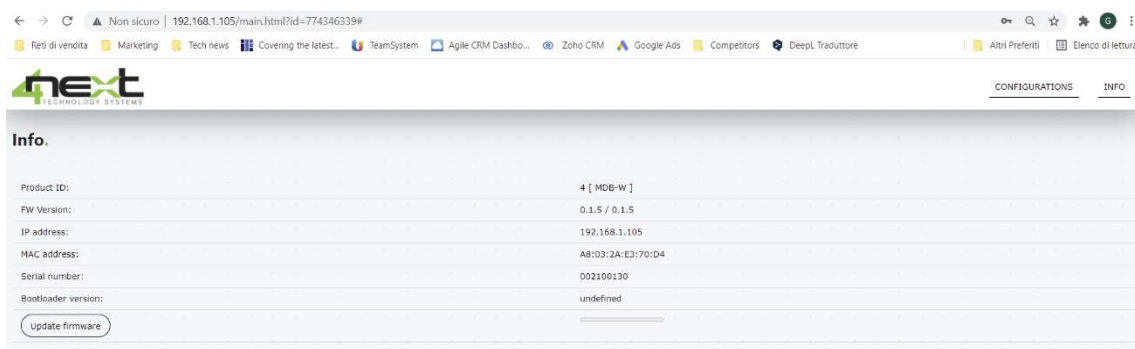 Non sicuro | 192.168.1.105/main.html?id=774346339#
G
Reti di vendita Marketing Tech news Covering the latest... TeamSystem Agile CRM Dashbo... Zoho CRM Google Ads Competitors DeepL Traduttore Altri Preferiti Elenco di lettura
4next
TECHNOLOGY SYSTEMS
CONFIGURATIONS INFO
Info.
Product ID: 4 [ MDB-W ]
FW Version: 0.1.5 / 0.1.5
IP address: 192.168.1.105
MAC address: A8:03:2A:E3:70:D4
Serial number: 002100130
Bootloader version: undefined
Update firmware